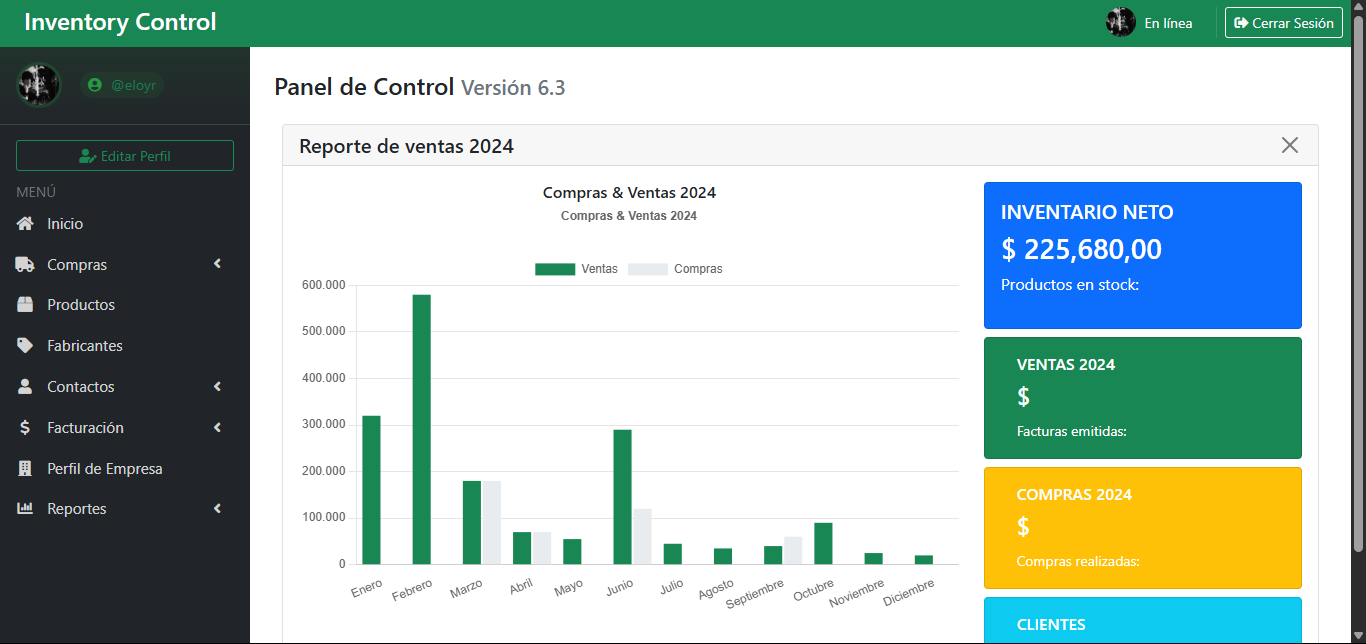 Inventory Control
En línea
Cerrar Sesión
@eloyr
Editar Perfil
MENÚ
Inicio
Compras
Productos
Fabricantes
Contactos
Facturación
Perfil de Empresa
Reportes
Panel de Control Versión 6.3
Reporte de ventas 2024
Compras & Ventas 2024
Compras & Ventas 2024
Ventas Compras
600.000
500.000
400.000
300.000
200.000
100.000
0
Enero Febrero Marzo Abril Mayo Junio Julio Agosto Septiembre Octubre Noviembre Diciembre
INVENTARIO NETO
$ 225,680,00
Productos en stock:
VENTAS 2024
$
Facturas emitidas:
COMPRAS 2024
$
Compras realizadas:
CLIENTES